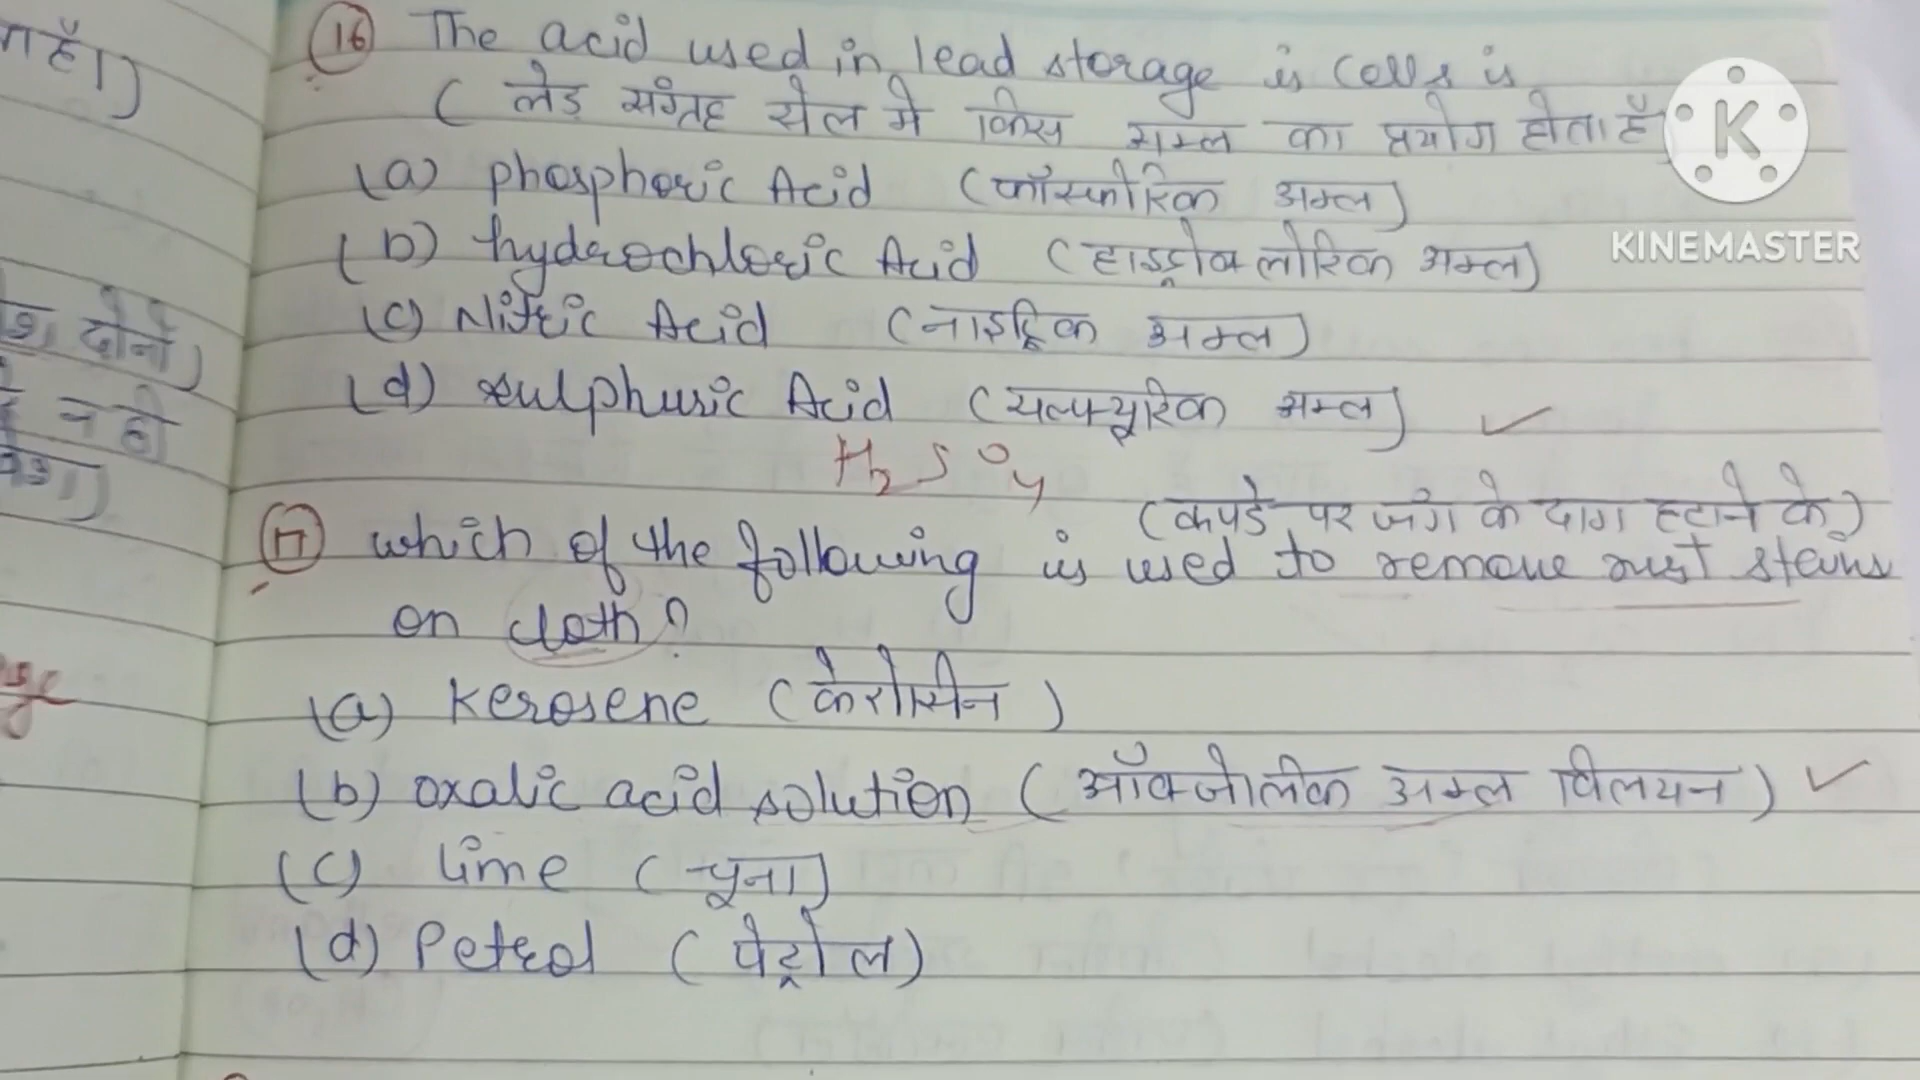 ग हैं।)
श, दोनों)
नही
(16) The acid used in lead storage is Cells is
( लेड संग्रह सेल मे किस अम्ल का प्रयोग होता हैं
(a) phosphoric Acid (फॉस्फोरिक अम्ल)
(b) hydrochloric Acid (हाइड्रोक्लोरिक अम्ल)
(c) Nitric Acid (नाइट्रिक अम्ल)
(d) sulphuric Acid (सल्फ्यूरिक अम्ल) ✓
H₂SO₄
(कपडे पर जंग के दाग हटाने के)
(17) which of the following is used to remove rust steins
on cloth?
(a) Kerosene (केरोसीन)
(b) oxalic acid solution (ऑक्जोलिक अम्ल विलयन) ✓
(c) lime (चूना)
(d) Petrol (पेट्रोल)
K
KINEMASTER